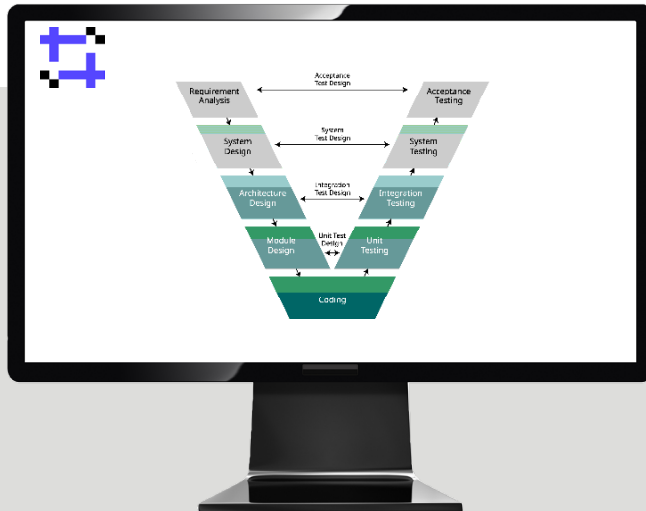 Acceptance
Test Design
Requirement
Analysis
Acceptance
Testing
System
Test Design
System
Design
System
Testing
Integration
Test Design
Architecture
Design
Integration
Testing
Unit Test
Design
Module
Design
Unit
Testing
Coding